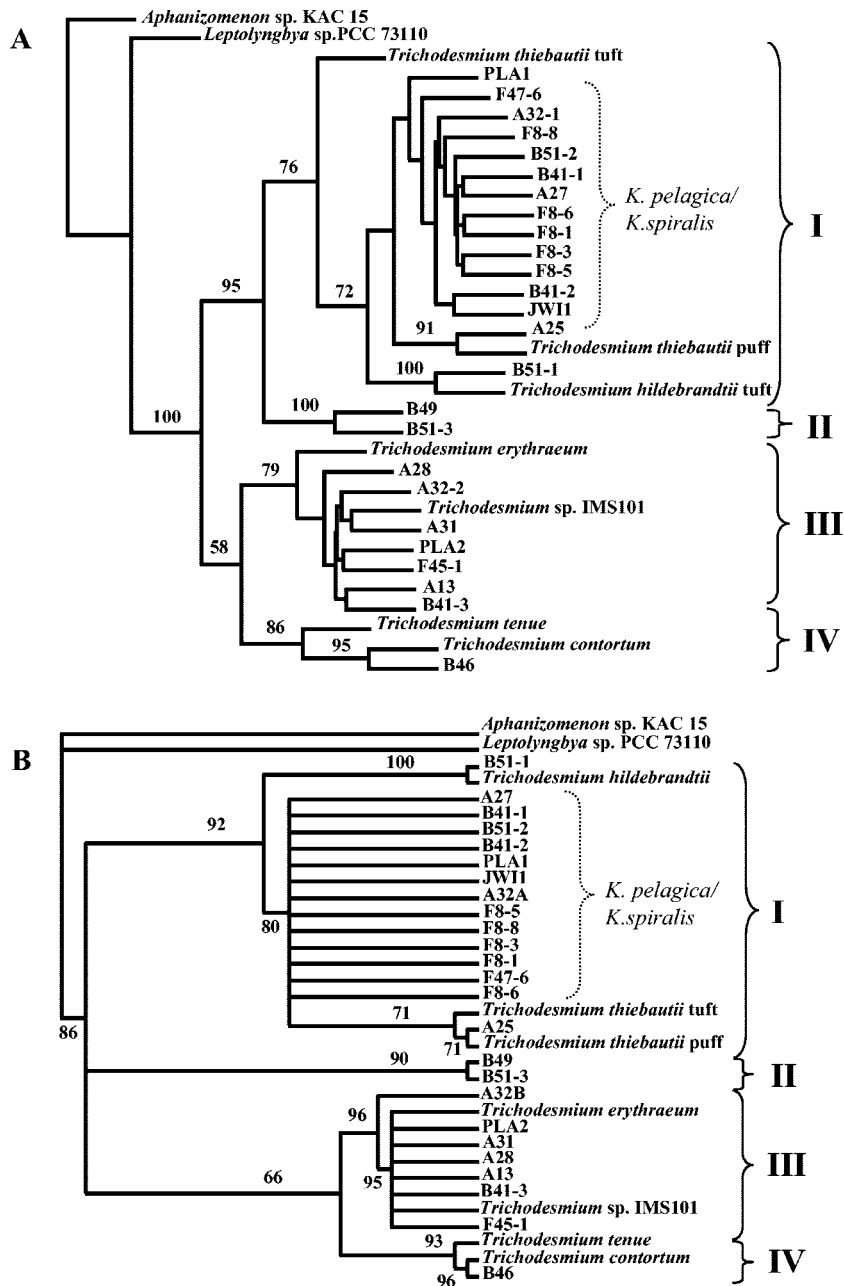 A
Aphanizomenon sp. KAC 15
Leptolyngbya sp.PCC 73110
Trichodesmium thiebautii tuft
PLA1
F47-6
A32-1
F8-8
B51-2
B41-1
A27
F8-6
F8-1
F8-3
F8-5
B41-2
JWI1
A25
Trichodesmium thiebautii puff
B51-1
Trichodesmium hildebrandtii tuft
B49
B51-3
Trichodesmium erythraeum
A28
A32-2
Trichodesmium sp. IMS101
A31
PLA2
F45-1
A13
B41-3
Trichodesmium tenue
Trichodesmium contortum
B46
76
95
72
91
100
100
100
79
58
86
95
K. pelagica/
K.spiralis
I
II
III
IV
B
Aphanizomenon sp. KAC 15
Leptolyngbya sp. PCC 73110
B51-1
Trichodesmium hildebrandtii
A27
B41-1
B51-2
B41-2
PLA1
JWI1
A32A
F8-5
F8-8
F8-3
F8-1
F47-6
F8-6
Trichodesmium thiebautii tuft
A25
Trichodesmium thiebautii puff
B49
B51-3
A32B
Trichodesmium erythraeum
PLA2
A31
A28
A13
B41-3
Trichodesmium sp. IMS101
F45-1
Trichodesmium tenue
Trichodesmium contortum
B46
100
92
80
71
71
86
90
96
95
66
93
96
K. pelagica/
K.spiralis
I
II
III
IV